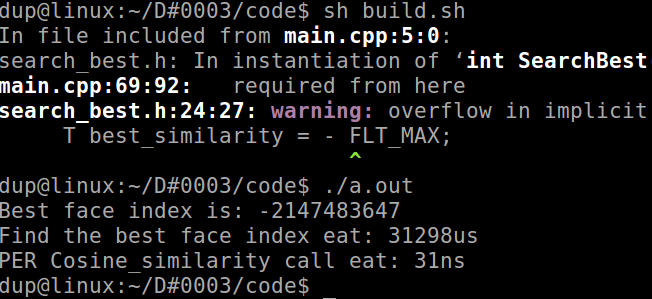 dup@linux:~/D#0003/code$ sh build.sh
In file included from main.cpp:5:0:
search_best.h: In instantiation of ‘int SearchBest
main.cpp:69:92:   required from here
search_best.h:24:27: warning: overflow in implicit
     T best_similarity = - FLT_MAX;
                           ^
dup@linux:~/D#0003/code$ ./a.out
Best face index is: -2147483647
Find the best face index eat: 31298us
PER Cosine_similarity call eat: 31ns
dup@linux:~/D#0003/code$